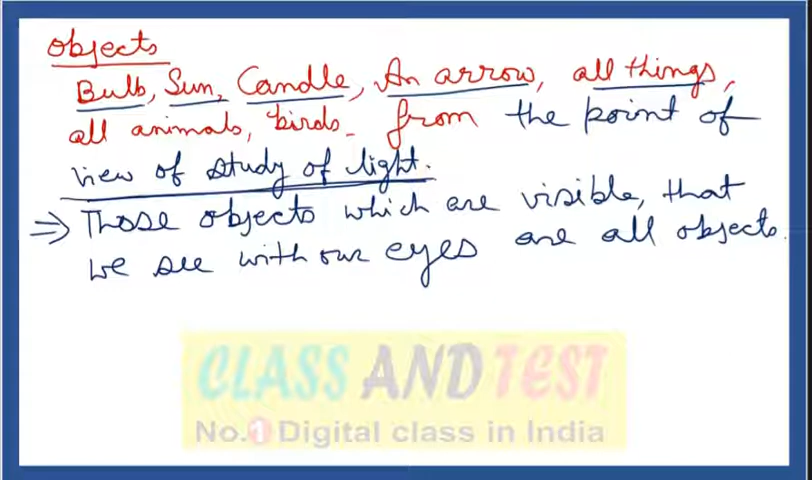 objects
Bulb, Sun, Candle, An arrow, all things,
all animals, birds. from the point of
view of study of light.
⇒ Those objects which are visible, that
we see with our eyes are all objects.
CLASS AND TEST
No.1 Digital class in India